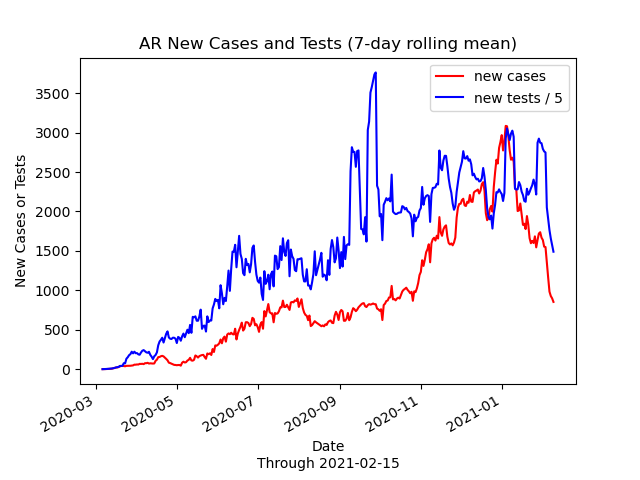 AR New Cases and Tests (7-day rolling mean)
new cases
new tests / 5
New Cases or Tests
3500
3000
2500
2000
1500
1000
500
0
2020-03
2020-05
2020-07
2020-09
2020-11
2021-01
Date
Through 2021-02-15